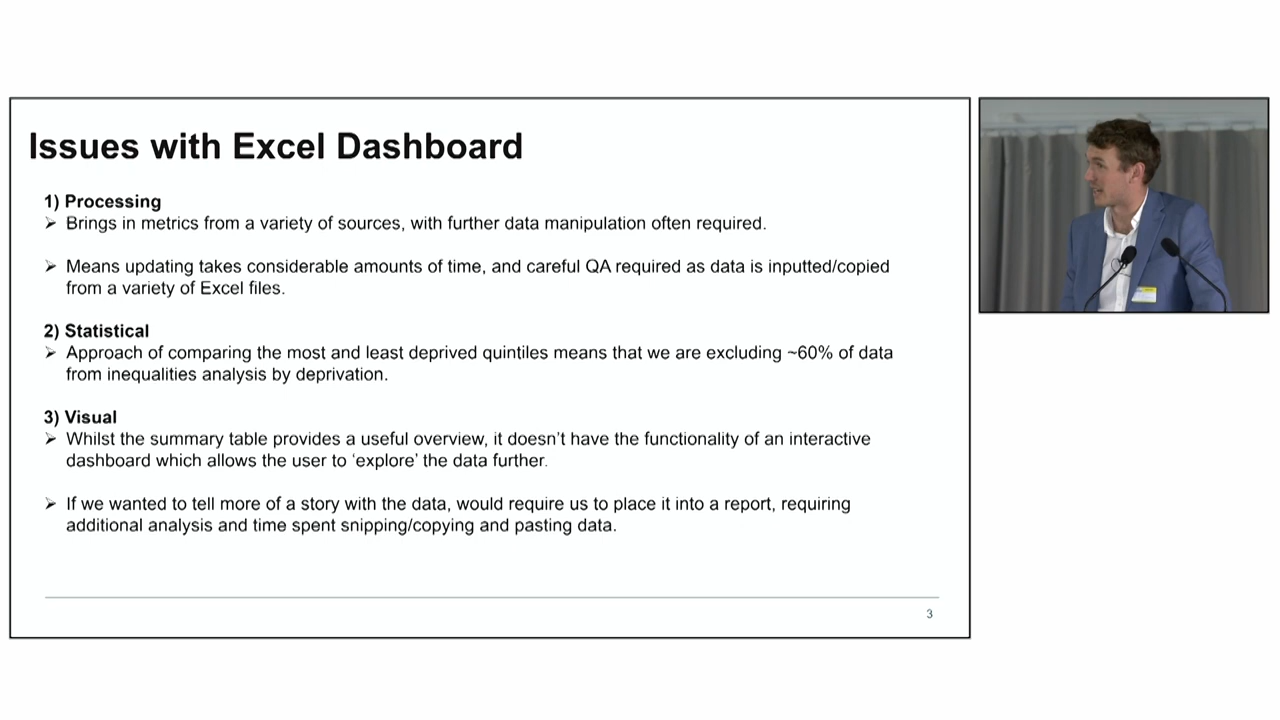 Issues with Excel Dashboard
1) Processing
➢ Brings in metrics from a variety of sources, with further data manipulation often required.
➢ Means updating takes considerable amounts of time, and careful QA required as data is inputted/copied
from a variety of Excel files.
2) Statistical
➢ Approach of comparing the most and least deprived quintiles means that we are excluding ~60% of data
from inequalities analysis by deprivation.
3) Visual
➢ Whilst the summary table provides a useful overview, it doesn’t have the functionality of an interactive
dashboard which allows the user to ‘explore’ the data further.
➢ If we wanted to tell more of a story with the data, would require us to place it into a report, requiring
additional analysis and time spent snipping/copying and pasting data.
3